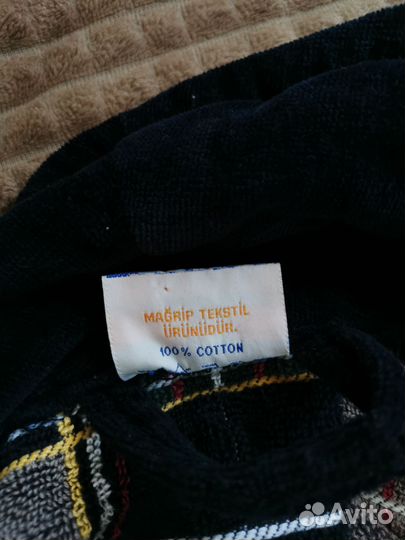 MAĞRİP TEKSTİL
ÜRÜNÜDÜR.
100% COTTON
Avito